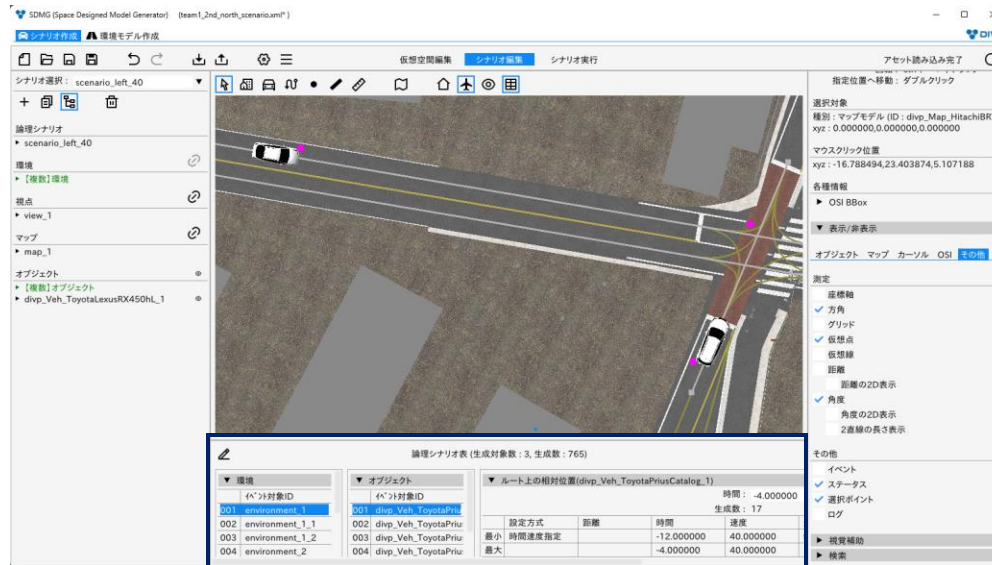 SDMG (Space Designed Model Generator) (team1_2nd_north_scenario.xml* )
シナリオ作成 環境モデル作成
仮想空間編集 シナリオ編集 シナリオ実行 アセット読み込み完了
シナリオ選択： scenario_left_40
論理シナリオ
scenario_left_40
環境
【複数】環境
視点
view_1
マップ
map_1
オブジェクト
【複数】オブジェクト
divp_Veh_ToyotaLexusRX450hL_1
指定位置へ移動： ダブルクリック
選択対象
種別：マップモデル (ID : divp_Map_HitachiBR
xyz : 0.000000,0.000000,0.000000
マウスクリック位置
xyz : -16.788494,23.403874,5.107188
各種情報
OSI BBox
表示/非表示
オブジェクト マップ カーソル OSI その他
測定
座標軸
方角
グリッド
仮想点
仮想線
距離
距離の2D表示
角度
角度の2D表示
2直線の長さ表示
その他
イベント
ステータス
選択ポイント
ログ
視覚補助
検索
論理シナリオ表 (生成対象数：3, 生成数：765)
環境
イベント対象ID
001 environment_1
002 environment_1_1
003 environment_1_2
004 environment_2
オブジェクト
イベント対象ID
001 divp_Veh_ToyotaPriu
002 divp_Veh_ToyotaPriu
003 divp_Veh_ToyotaPriu
004 divp_Veh_ToyotaPriu
ルート上の相対位置(divp_Veh_ToyotaPriusCatalog_1)
時間： -4.000000
生成数： 17
設定方式 距離 時間 速度
最小 時間速度指定 -12.000000 40.000000
最大 -4.000000 40.000000